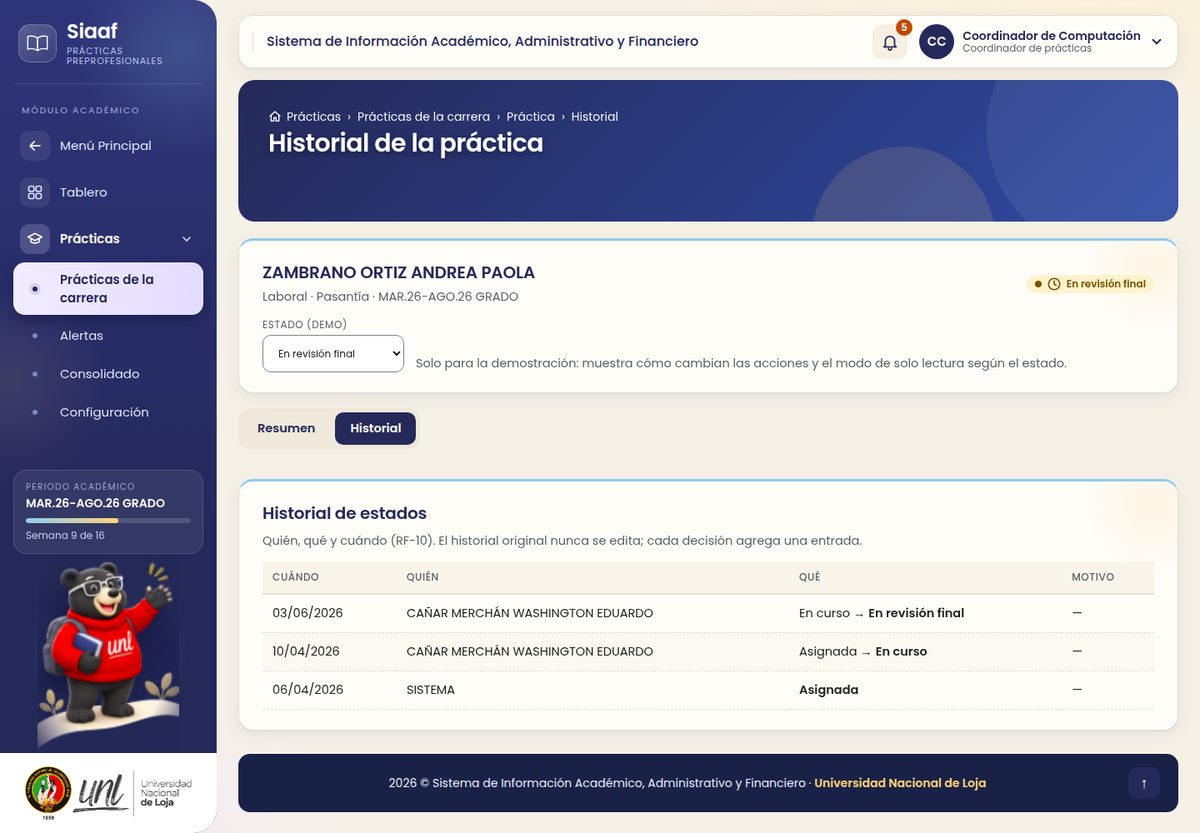 Siaaf
PRÁCTICAS
PREPROFESIONALES
MÓDULO ACADÉMICO
Menú Principal
Tablero
Prácticas
Prácticas de la
carrera
Alertas
Consolidado
Configuración
PERIODO ACADÉMICO
MAR.26-AGO.26 GRADO
Semana 9 de 16
unl
1859
unl
Universidad
Nacional
de Loja
Sistema de Información Académico, Administrativo y Financiero
5
CC
Coordinador de Computación
Coordinador de prácticas
Prácticas › Prácticas de la carrera › Práctica › Historial
Historial de la práctica
ZAMBRANO ORTIZ ANDREA PAOLA
Laboral · Pasantía · MAR.26-AGO.26 GRADO
En revisión final
ESTADO (DEMO)
En revisión final
Solo para la demostración: muestra cómo cambian las acciones y el modo de solo lectura según el estado.
Resumen
Historial
Historial de estados
Quién, qué y cuándo (RF-10). El historial original nunca se edita; cada decisión agrega una entrada.
CUÁNDO QUIÉN QUÉ MOTIVO
03/06/2026 CAÑAR MERCHÁN WASHINGTON EDUARDO En curso → En revisión final —
10/04/2026 CAÑAR MERCHÁN WASHINGTON EDUARDO Asignada → En curso —
06/04/2026 SISTEMA Asignada —
2026 © Sistema de Información Académico, Administrativo y Financiero · Universidad Nacional de Loja
↑